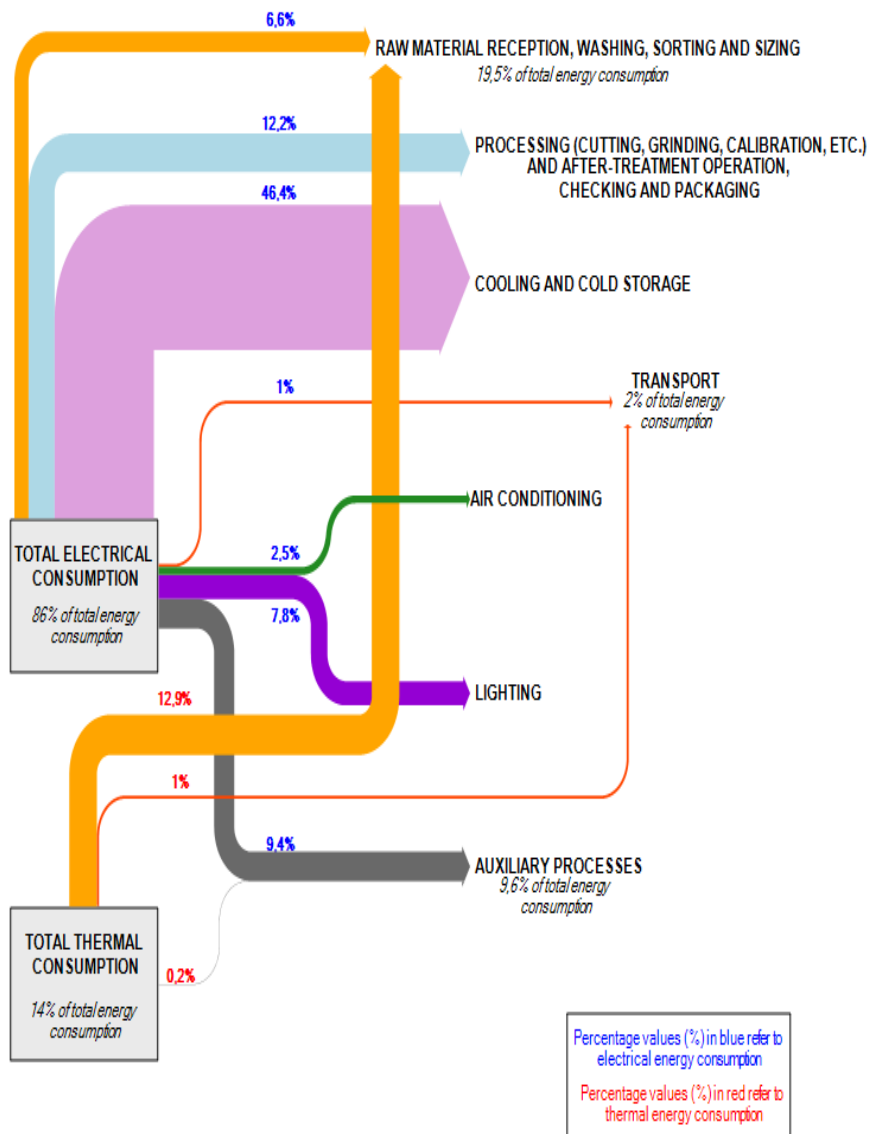 6,6%
RAW MATERIAL RECEPTION, WASHING, SORTING AND SIZING
19,5% of total energy consumption
12,2%
PROCESSING (CUTTING, GRINDING, CALIBRATION, ETC.)
AND AFTER-TREATMENT OPERATION,
CHECKING AND PACKAGING
46,4%
COOLING AND COLD STORAGE
1%
TRANSPORT
2% of total energy
consumption
AIR CONDITIONING
2,5%
TOTAL ELECTRICAL
CONSUMPTION
86% of total energy
consumption
7,8%
LIGHTING
12,9%
1%
9,4%
AUXILIARY PROCESSES
9,6% of total energy
consumption
TOTAL THERMAL
CONSUMPTION
14% of total energy
consumption
0,2%
Percentage values (%) in blue refer to
electrical energy consumption
Percentage values (%) in red refer to
thermal energy consumption